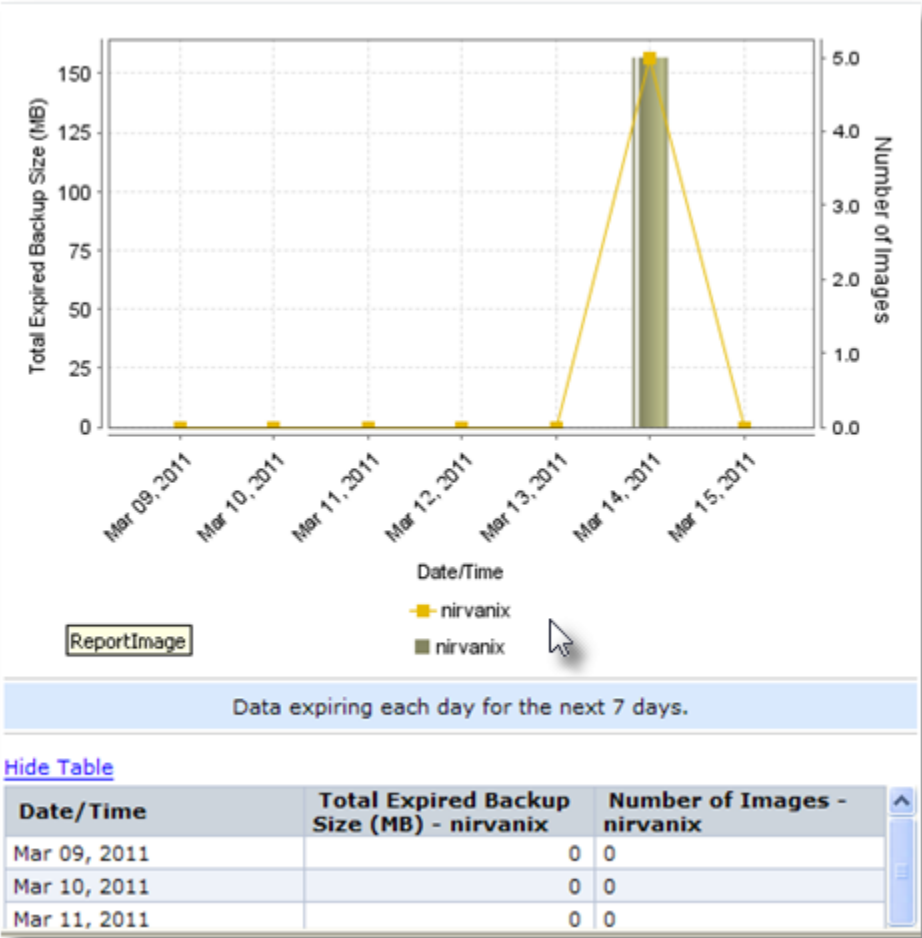 Total Expired Backup Size (MB)
150
125
100
75
50
25
0
5.0
4.0
3.0
2.0
1.0
0.0
Number of Images
Mar 09, 2011
Mar 10, 2011
Mar 11, 2011
Mar 12, 2011
Mar 13, 2011
Mar 14, 2011
Mar 15, 2011
Date/Time
nirvanix
nirvanix
ReportImage
Data expiring each day for the next 7 days.
Hide Table
Date/Time Total Expired Backup Size (MB) - nirvanix Number of Images - nirvanix
Mar 09, 2011 0 0
Mar 10, 2011 0 0
Mar 11, 2011 0 0